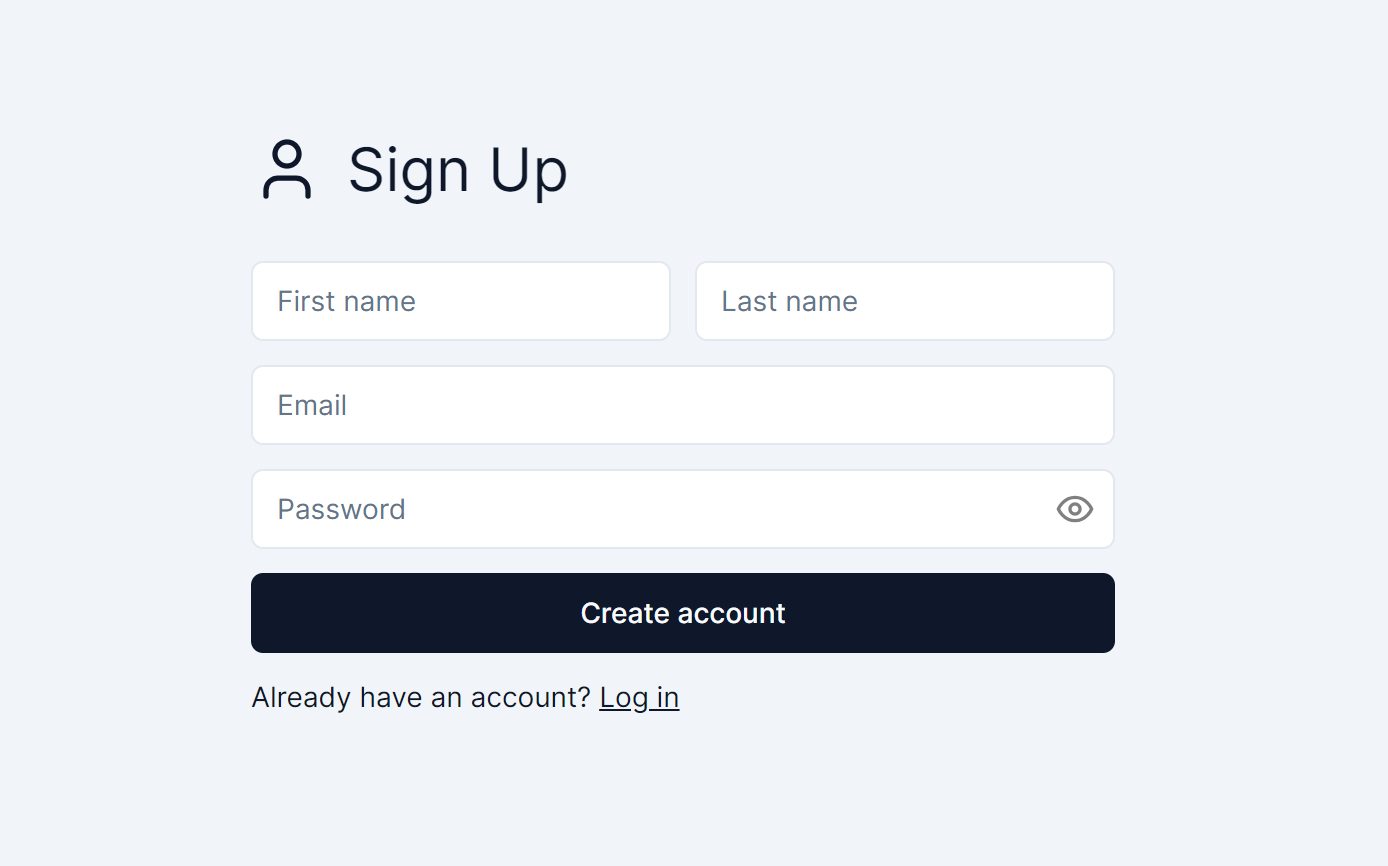 Sign Up
First name Last name
Email
Password
Create account
Already have an account? Log in